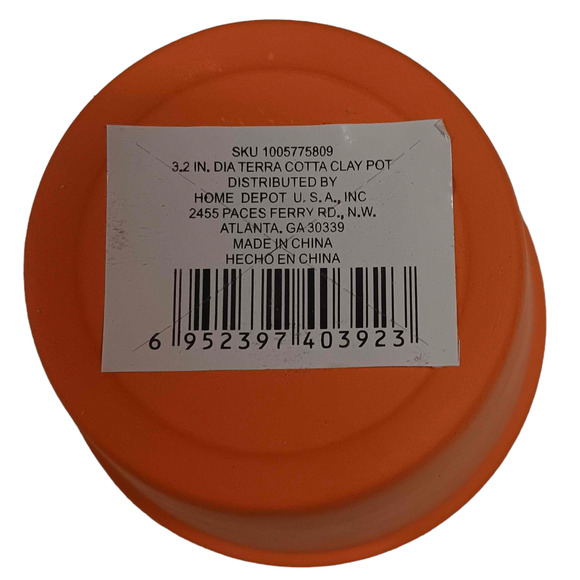 SKU 1005775809
3.2 IN. DIA TERRA COTTA CLAY POT
DISTRIBUTED BY
HOME DEPOT U. S. A., INC
2455 PACES FERRY RD., N.W.
ATLANTA. GA 30339
MADE IN CHINA
HECHO EN CHINA
6 952397 403923